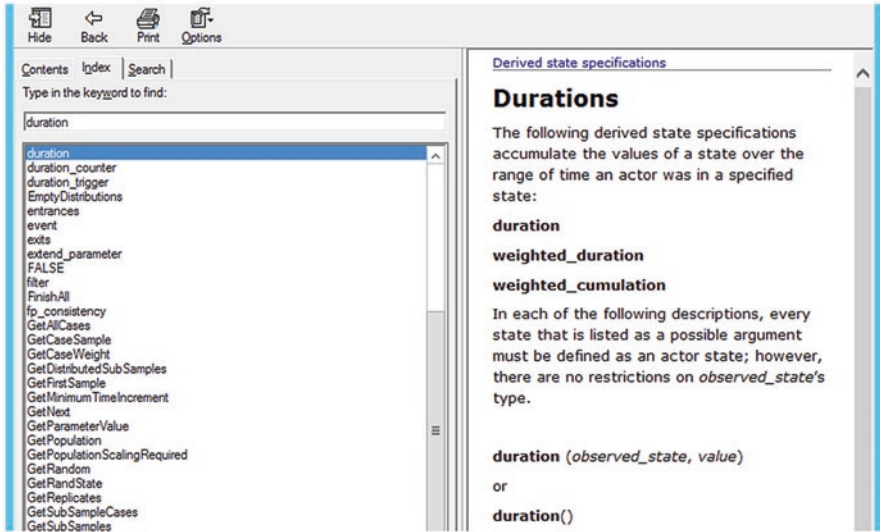 Hide Back Print Options
Contents Index Search
Type in the keyword to find:
duration
duration
duration_counter
duration_trigger
EmptyDistributions
entrances
event
exits
extend_parameter
FALSE
filter
FinishAll
fp_consistency
GetAllCases
GetCaseSample
GetCaseWeight
GetDistributedSubSamples
GetFirstSample
GetMinimumTimeIncrement
GetNext
GetParameterValue
GetPopulation
GetPopulationScalingRequired
GetRandom
GetRandState
GetReplicates
GetSubSampleCases
GetSubSamples
Derived state specifications
Durations
The following derived state specifications
accumulate the values of a state over the
range of time an actor was in a specified
state:
duration
weighted_duration
weighted_cumulation
In each of the following descriptions, every
state that is listed as a possible argument
must be defined as an actor state; however,
there are no restrictions on observed_state's
type.
duration (observed_state, value)
or
duration()